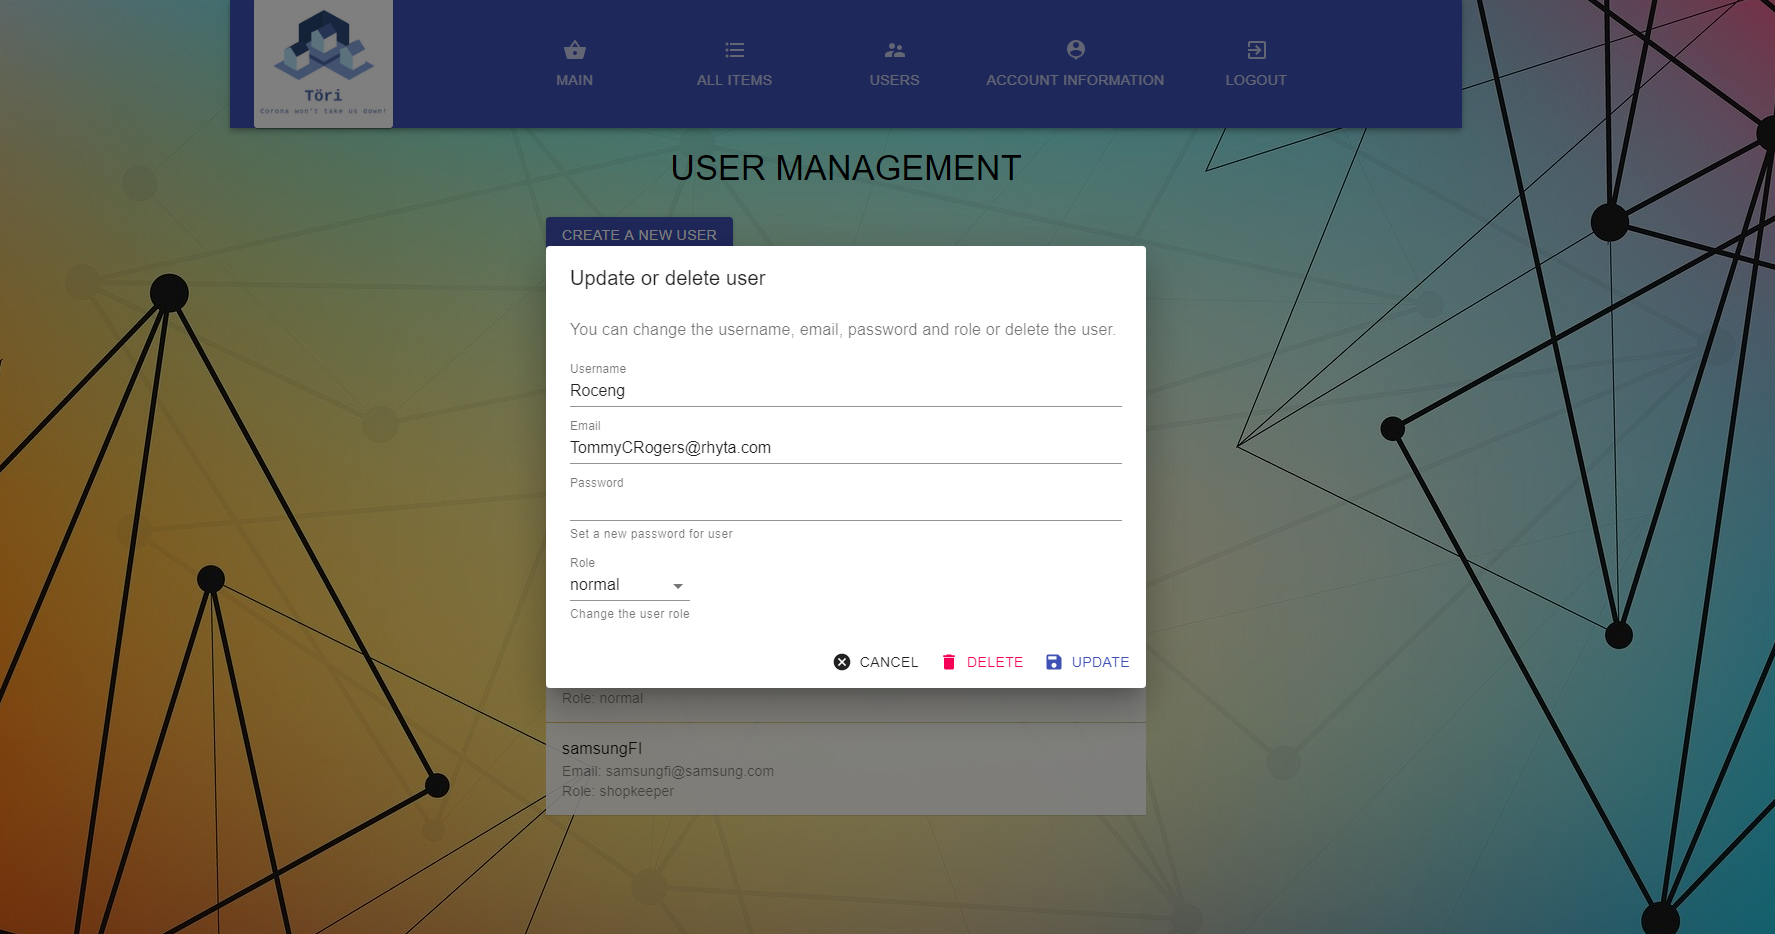 Töri
Corona won't take us down!
MAIN
ALL ITEMS
USERS
ACCOUNT INFORMATION
LOGOUT
USER MANAGEMENT
CREATE A NEW USER
Update or delete user
You can change the username, email, password and role or delete the user.
Username
Roceng
Email
TommyCRogers@rhyta.com
Password
Set a new password for user
Role
normal
Change the user role
CANCEL
DELETE
UPDATE
Role: normal
samsungFI
Email: samsungfi@samsung.com
Role: shopkeeper